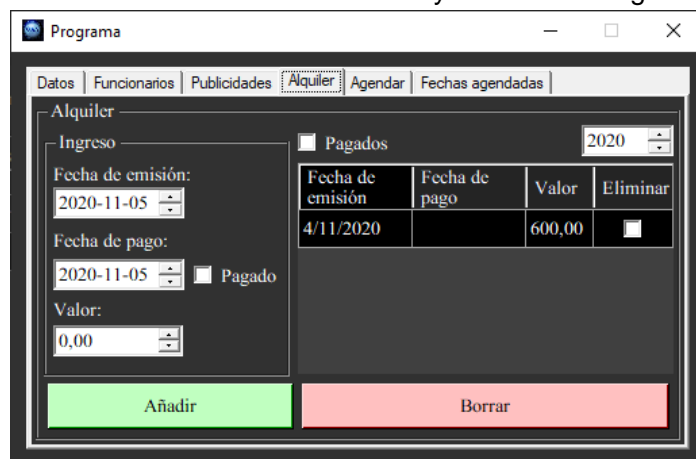 Programa
Datos Funcionarios Publicidades Alquiler Agendar Fechas agendadas
Alquiler
Ingreso
Fecha de emisión:
2020-11-05
Fecha de pago:
2020-11-05 Pagado
Valor:
0,00
Pagados 2020
Fecha de emisión Fecha de pago Valor Eliminar
4/11/2020 600,00
Añadir Borrar